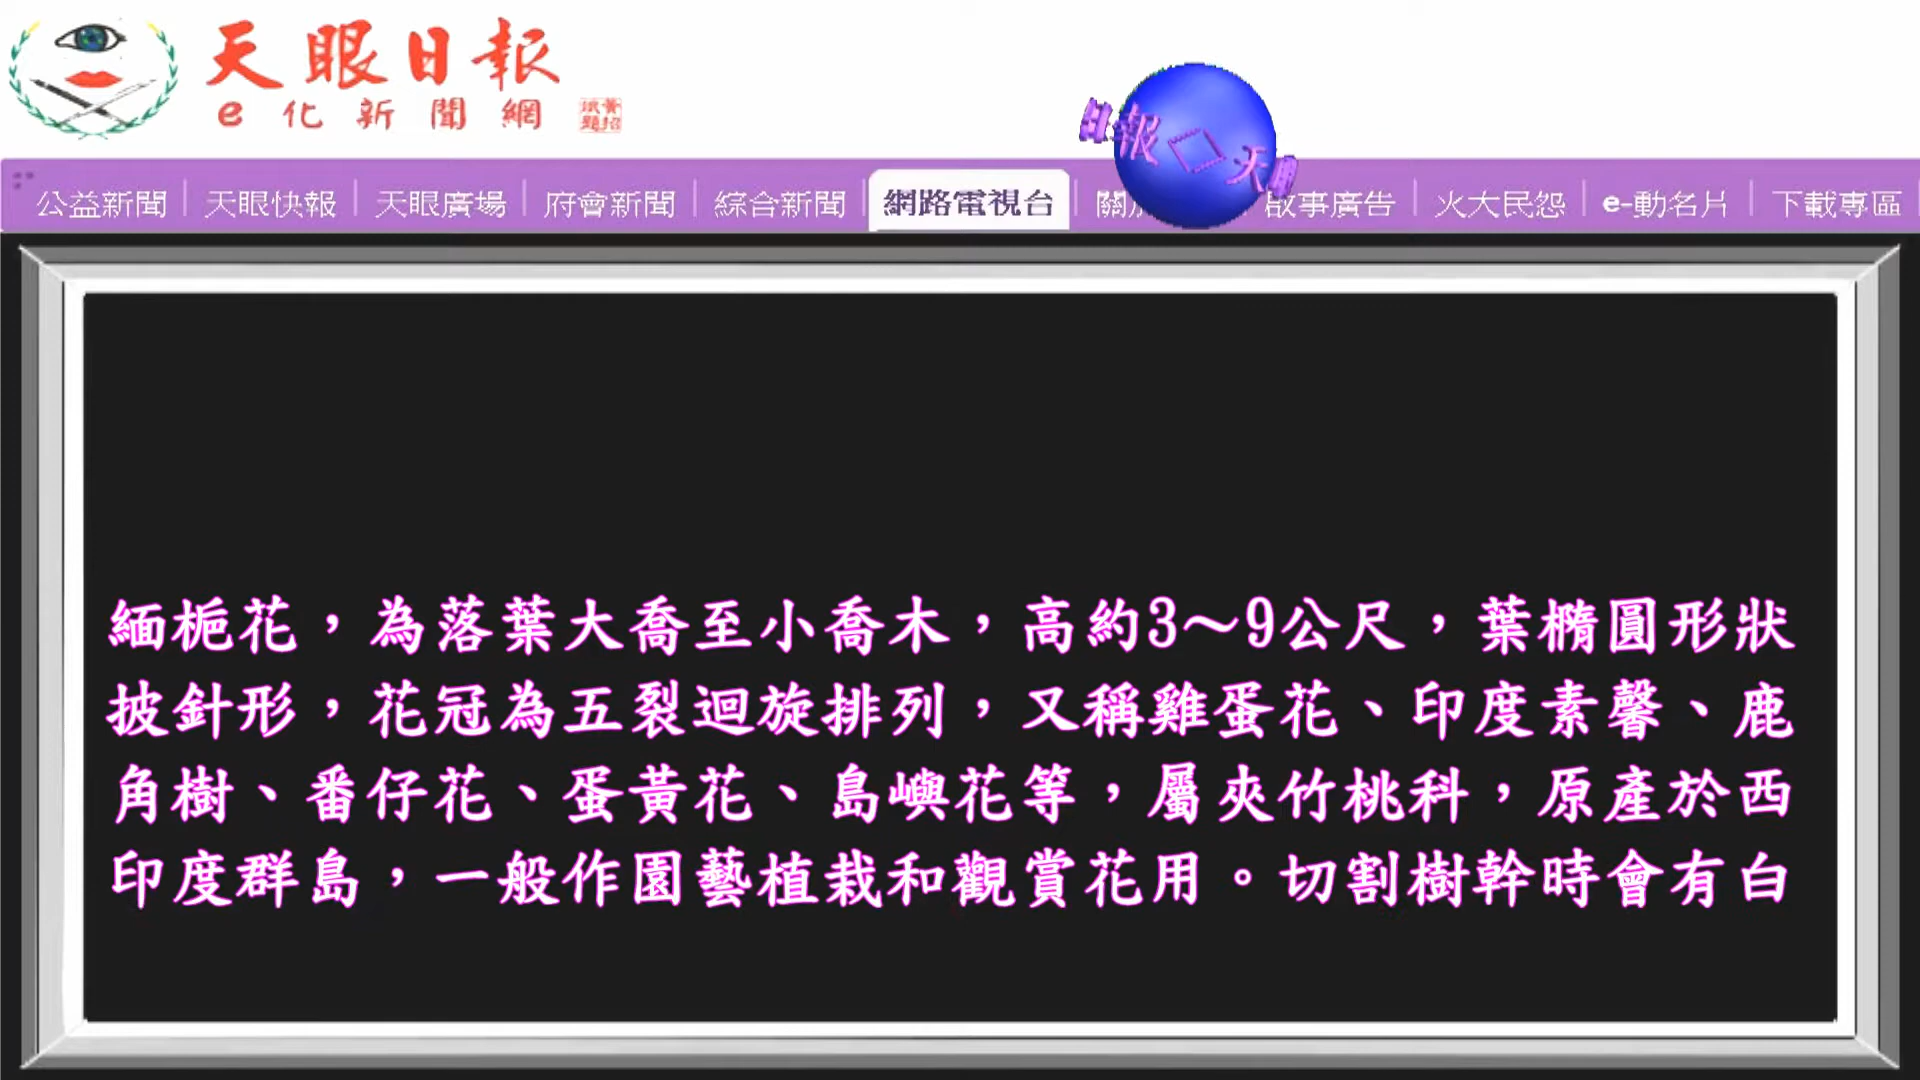 天眼日報
e化新聞網
公益新聞 天眼快報 天眼廣場 府會新聞 綜合新聞 網路電視台 啟事廣告 火大民怨 e-動名片 下載專區
緬梔花，為落葉大喬至小喬木，高約3～9公尺，葉橢圓形狀
披針形，花冠為五裂迴旋排列，又稱雞蛋花、印度素馨、鹿
角樹、番仔花、蛋黃花、島嶼花等，屬夾竹桃科，原產於西
印度群島，一般作園藝植栽和觀賞花用。切割樹幹時會有白